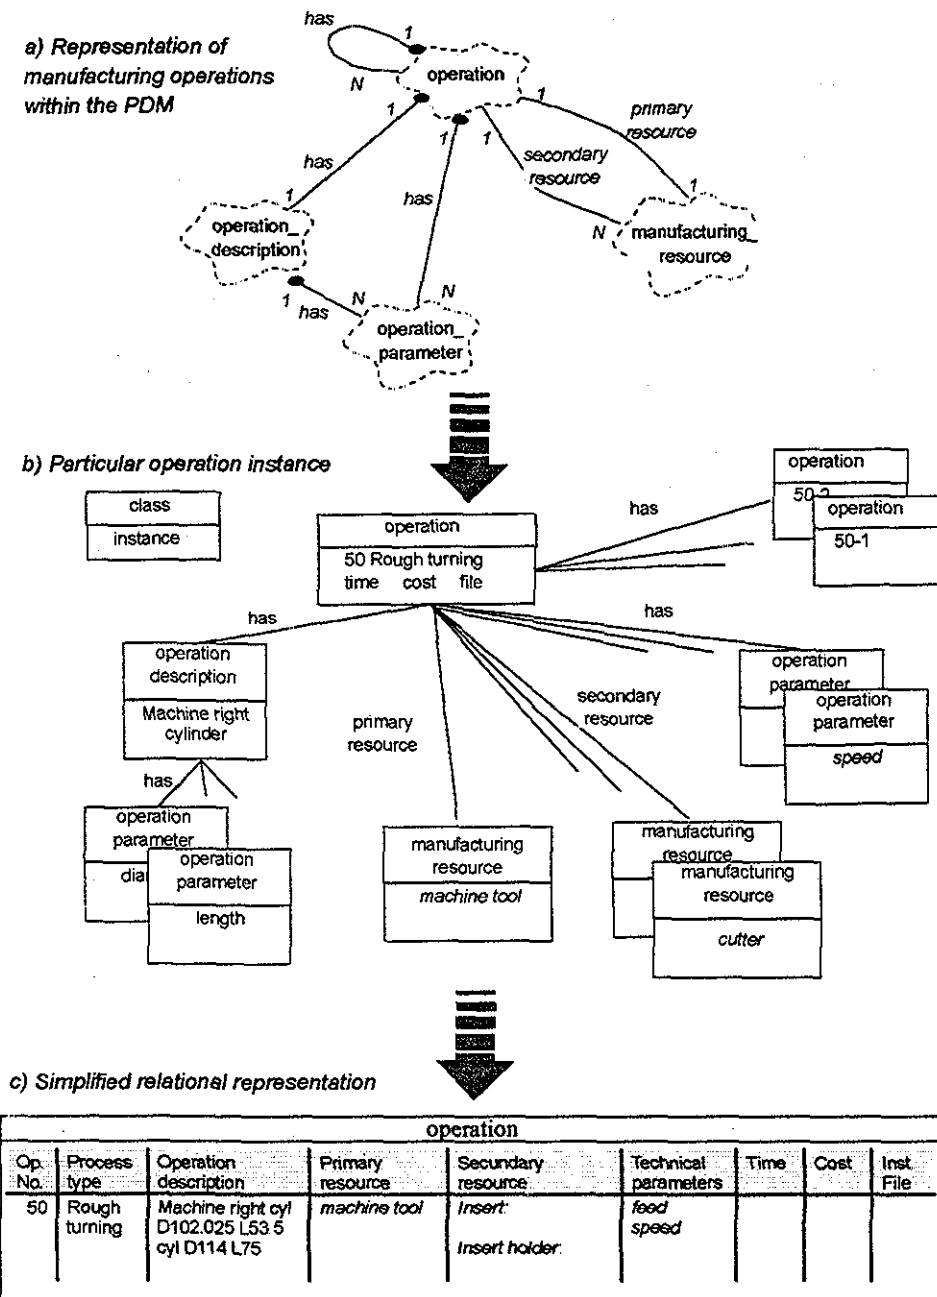 a) Representation of
manufacturing operations
within the PDM
has
1
N
operation
1
1
1
1
primary
resource
secondary
resource
has
has
1
1
N
operation_
description
manufacturing_
resource
1
has
N
N
operation_
parameter
b) Particular operation instance
class
instance
operation
50 Rough turning
time cost file
has
operation
50-2
operation
50-1
has
has
operation
description
Machine right
cylinder
primary
resource
secondary
resource
operation
parameter
operation
parameter
speed
has
operation
parameter
operation
parameter
length
manufacturing
resource
machine tool
manufacturing
resource
manufacturing
resource
cutter
c) Simplified relational representation
operation
Op. Process Operation Primary Secundary Technical Time Cost Inst.
No. type description resource resource parameters File
50 Rough Machine right cyl machine tool Insert: feed
turning D102.025 L53.5 speed
cyl D114 L75 Insert holder: